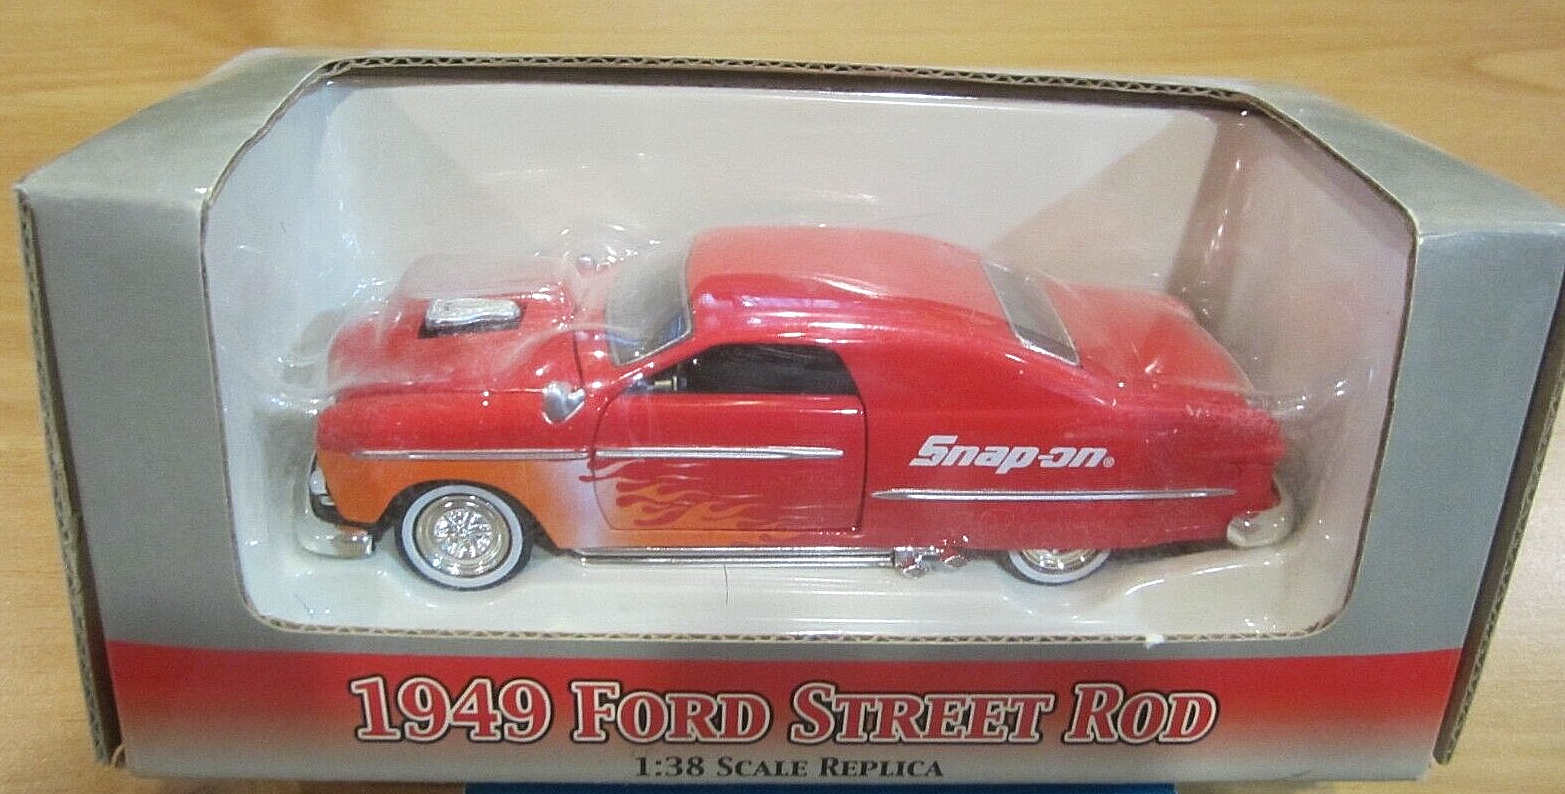 Snap-on®
1949 FORD STREET ROD
1:38 SCALE REPLICA